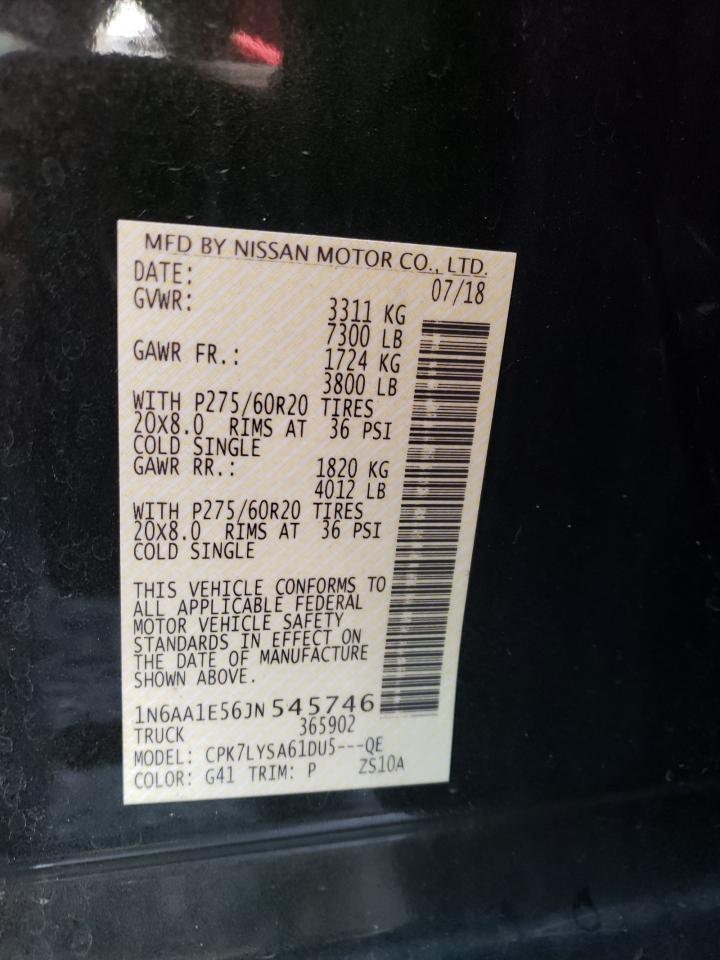 MFD BY NISSAN MOTOR CO., LTD.
DATE: 07/18
GVWR: 3311 KG
7300 LB
GAWR FR.: 1724 KG
3800 LB
WITH P275/60R20 TIRES
20X8.0 RIMS AT 36 PSI
COLD SINGLE
GAWR RR.: 1820 KG
4012 LB
WITH P275/60R20 TIRES
20X8.0 RIMS AT 36 PSI
COLD SINGLE
THIS VEHICLE CONFORMS TO
ALL APPLICABLE FEDERAL
MOTOR VEHICLE SAFETY
STANDARDS IN EFFECT ON
THE DATE OF MANUFACTURE
SHOWN ABOVE.
1N6AA1E56JN545746
TRUCK 365902
MODEL: CPK7LYSA61DU5---QE
COLOR: G41 TRIM: P ZS10A